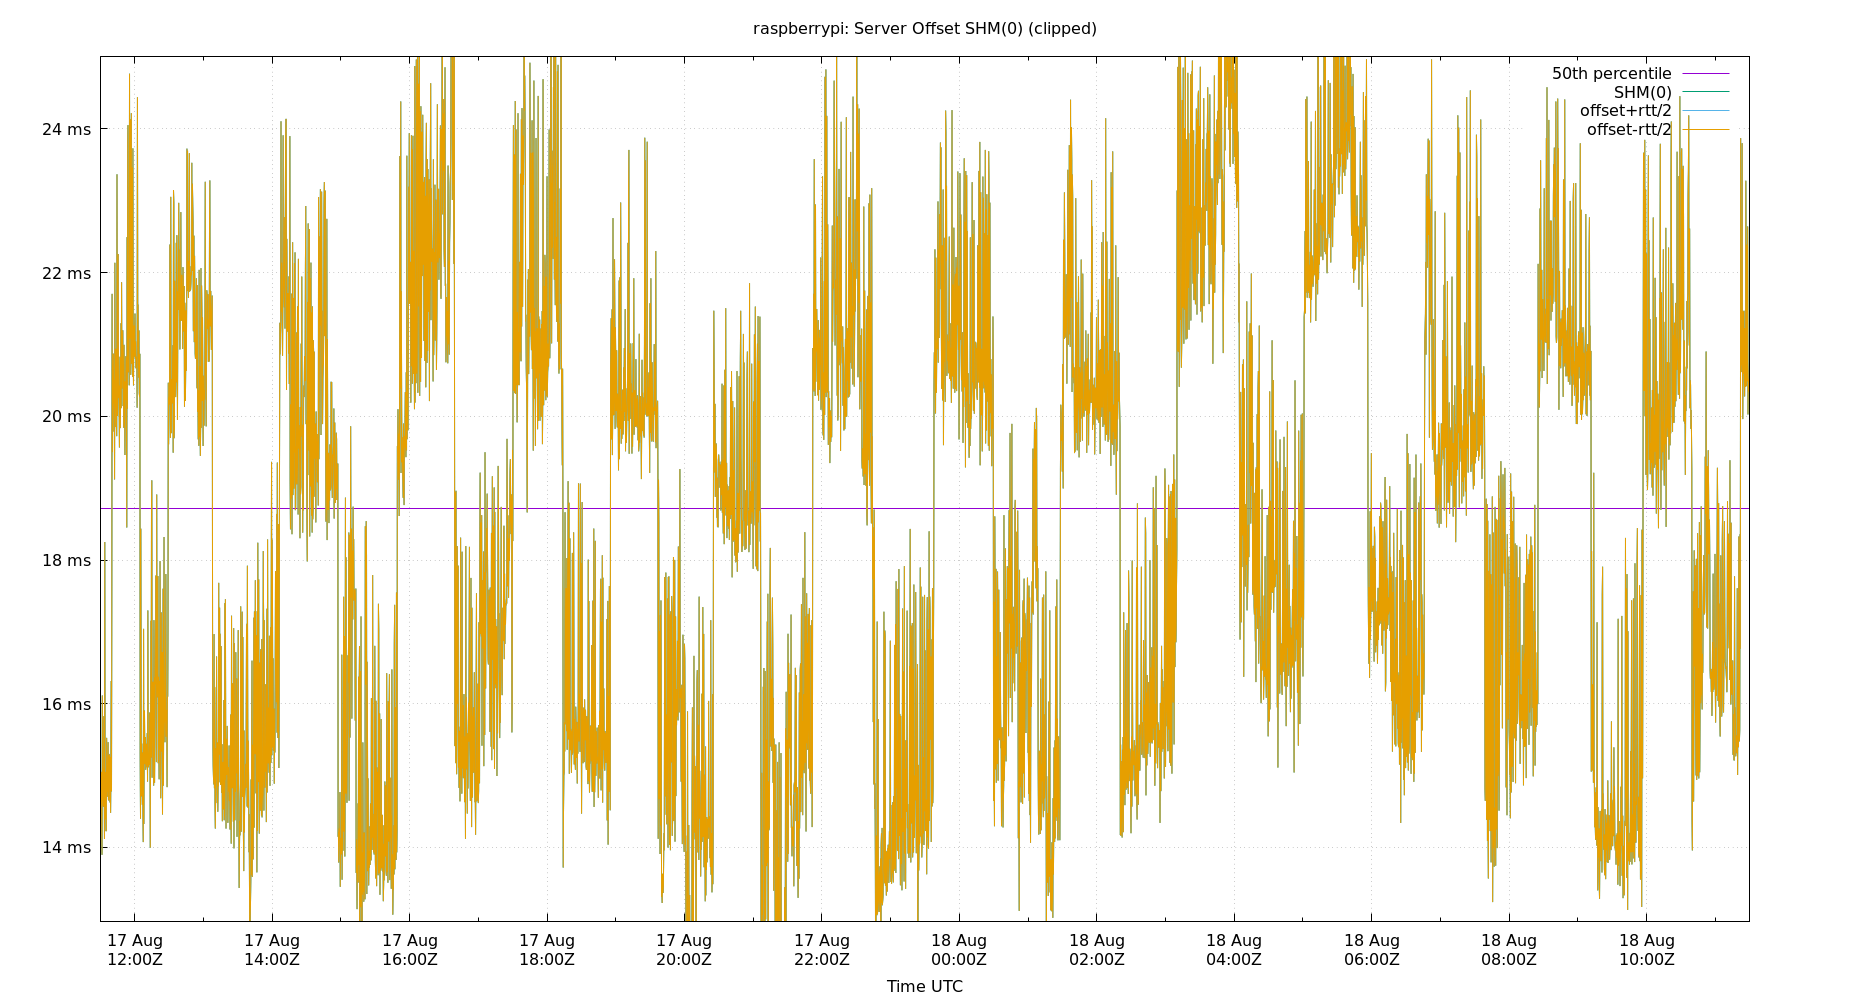 raspberrypi: Server Offset SHM(0) (clipped)
50th percentile
SHM(0)
offset+rtt/2
offset-rtt/2
24 ms
22 ms
20 ms
18 ms
16 ms
14 ms
17 Aug 17 Aug 17 Aug 17 Aug 17 Aug 17 Aug 18 Aug 18 Aug 18 Aug 18 Aug 18 Aug 18 Aug
12:00Z 14:00Z 16:00Z 18:00Z 20:00Z 22:00Z 00:00Z 02:00Z 04:00Z 06:00Z 08:00Z 10:00Z
Time UTC